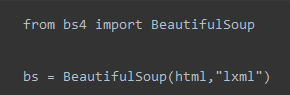 from bs4 import BeautifulSoup
bs = BeautifulSoup(html,"lxml")